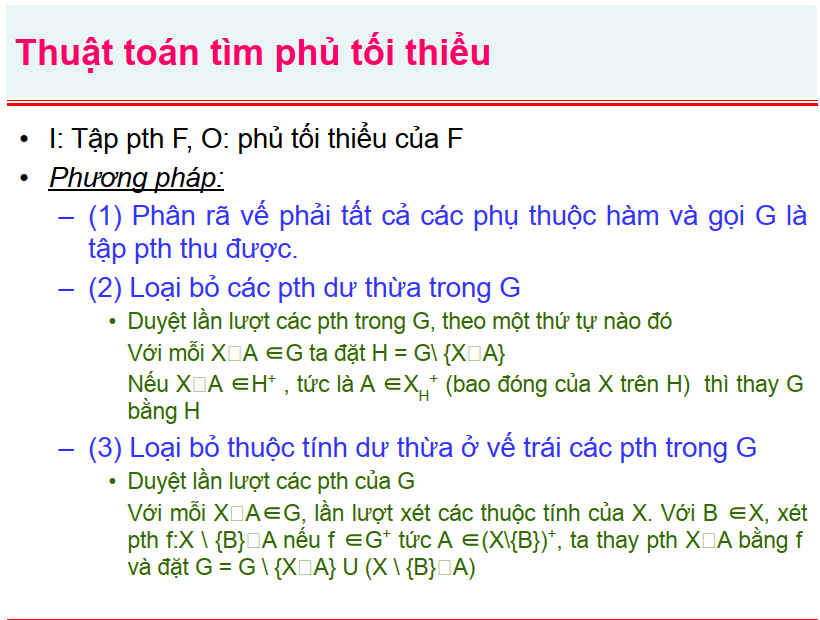 Thuật toán tìm phủ tối thiểu
• I: Tập pth F, O: phủ tối thiểu của F
• Phương pháp:
– (1) Phân rã vế phải tất cả các phụ thuộc hàm và gọi G là
tập pth thu được.
– (2) Loại bỏ các pth dư thừa trong G
• Duyệt lần lượt các pth trong G, theo một thứ tự nào đó
Với mỗi X□A ∈G ta đặt H = G\ {X□A}
Nếu X□A ∈H⁺ , tức là A ∈X_H⁺ (bao đóng của X trên H) thì thay G
bằng H
– (3) Loại bỏ thuộc tính dư thừa ở vế trái các pth trong G
• Duyệt lần lượt các pth của G
Với mỗi X□A∈G, lần lượt xét các thuộc tính của X. Với B ∈X, xét
pth f:X \ {B}□A nếu f ∈G⁺ tức A ∈(X\{B})⁺, ta thay pth X□A bằng f
và đặt G = G \ {X□A} U (X \ {B}□A)